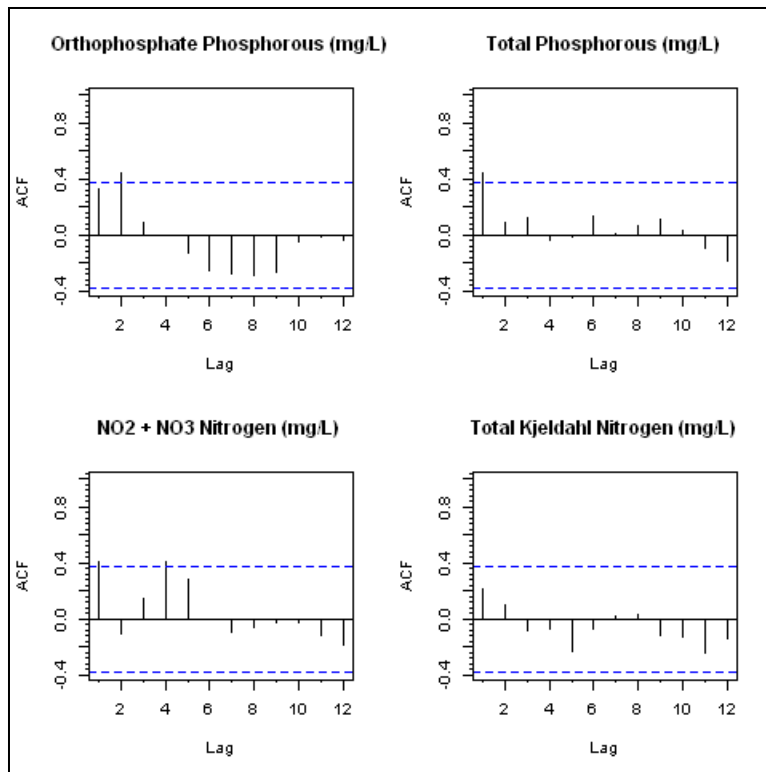 Orthophosphate Phosphorous (mg/L)
ACF
0.8
0.4
0.0
-0.4
2 4 6 8 10 12
Lag
Total Phosphorous (mg/L)
ACF
0.8
0.4
0.0
-0.4
2 4 6 8 10 12
Lag
NO2 + NO3 Nitrogen (mg/L)
ACF
0.8
0.4
0.0
-0.4
2 4 6 8 10 12
Lag
Total Kjeldahl Nitrogen (mg/L)
ACF
0.8
0.4
0.0
-0.4
2 4 6 8 10 12
Lag